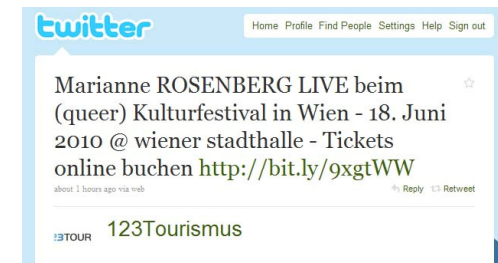 twitter
Home Profile Find People Settings Help Sign out
Marianne ROSENBERG LIVE beim
(queer) Kulturfestival in Wien - 18. Juni
2010 @ wiener stadthalle - Tickets
online buchen http://bit.ly/9xgtWW
about 1 hours ago via web
Reply Retweet
3TOUR 123Tourismus